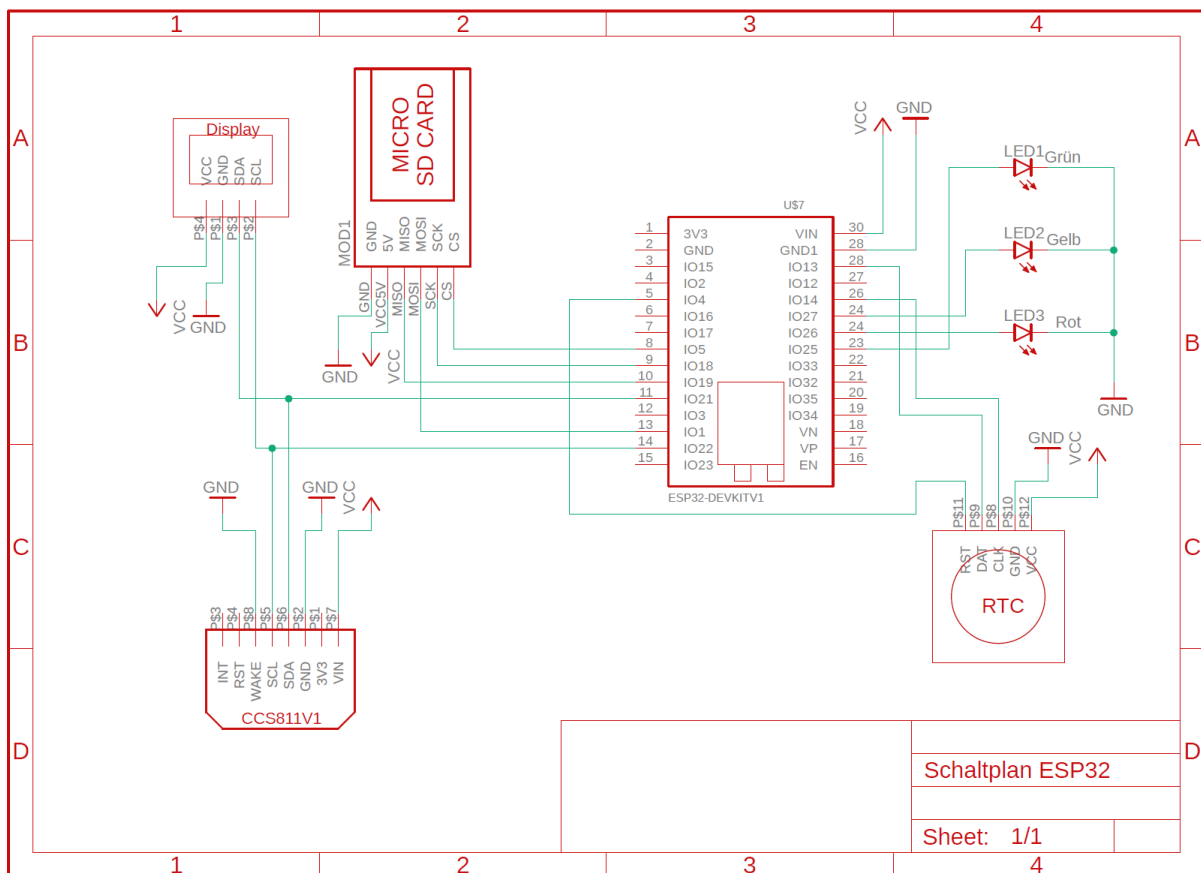 1 2 3 4
A
B
C
D
A
B
C
D
1 2 3 4
Display
VCC
GND
SDA
SCL
P$4
P$1
P$3
P$2
VCC
GND
MICRO
SD CARD
MOD1
GND
5V
MISO
MOSI
SCK
CS
GND
VCC5V
MISO
MOSI
SCK
CS
GND
VCC
U$7
1 3V3 VIN 30
2 GND GND1 28
3 IO15 IO13 28
4 IO2 IO12 27
5 IO4 IO14 26
6 IO16 IO27 24
7 IO17 IO26 24
8 IO5 IO25 23
9 IO18 IO33 22
10 IO19 IO32 21
11 IO21 IO35 20
12 IO3 IO34 19
13 IO1 VN 18
14 IO22 VP 17
15 IO23 EN 16
ESP32-DEVKITV1
VCC
GND
LED1 Grün
LED2 Gelb
LED3 Rot
GND
GND
VCC
P$11
P$9
P$8
P$10
P$12
RST
DAT
CLK
GND
VCC
RTC
GND
GND
VCC
P$3
P$4
P$8
P$5
P$6
P$2
P$1
P$7
INT
RST
WAKE
SCL
SDA
GND
3V3
VIN
CCS811V1
Schaltplan ESP32
Sheet: 1/1